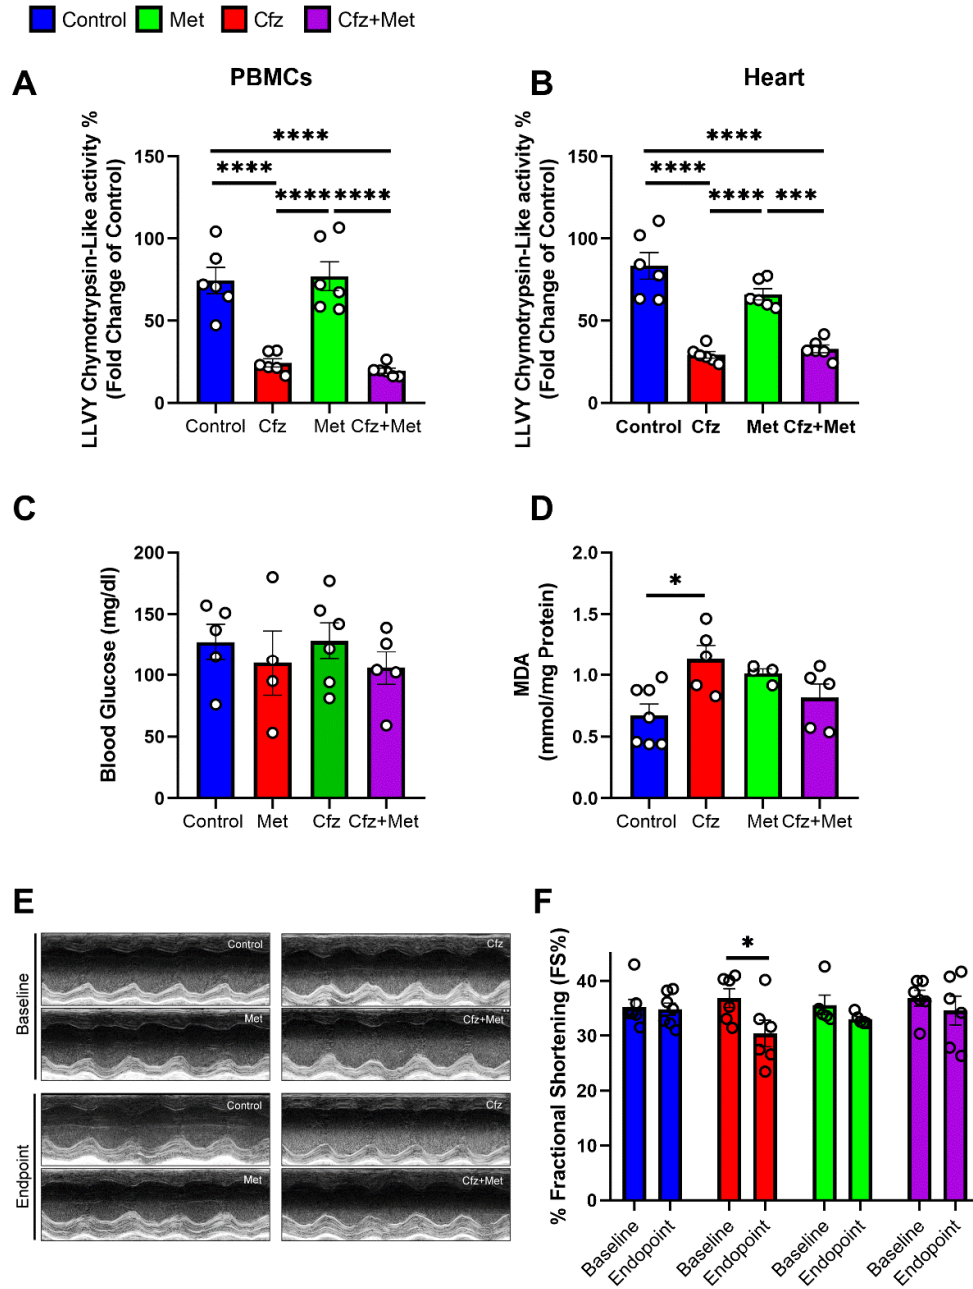 Control Met Cfz Cfz+Met
A PBMCs
LLVY Chymotrypsin-Like activity %
(Fold Change of Control)
****
****
**** ****
150
100
50
0
Control Cfz Met Cfz+Met
B Heart
LLVY Chymotrypsin-Like activity %
(Fold Change of Control)
****
****
**** ***
150
100
50
0
Control Cfz Met Cfz+Met
C
Blood Glucose (mg/dl)
200
150
100
50
0
Control Met Cfz Cfz+Met
D
MDA
(mmol/mg Protein)
*
2.0
1.5
1.0
0.5
0.0
Control Cfz Met Cfz+Met
E
Baseline
Control
Cfz
Met
Cfz+Met
Endpoint
Control
Cfz
Met
Cfz+Met
F
% Fractional Shortening (FS%)
*
40
30
20
10
0
Baseline
Endopoint
Baseline
Endopoint
Baseline
Endopoint
Baseline
Endopoint